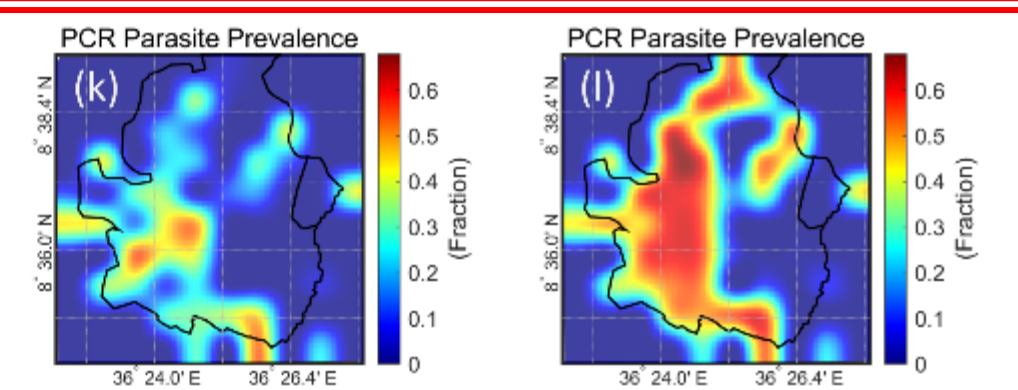 PCR Parasite Prevalence
(k)
8° 38.4' N
8° 36.0' N
36° 24.0' E
36° 26.4' E
0.6
0.5
0.4
0.3
0.2
0.1
0
(Fraction)
PCR Parasite Prevalence
(l)
8° 38.4' N
8° 36.0' N
36° 24.0' E
36° 26.4' E
0.6
0.5
0.4
0.3
0.2
0.1
0
(Fraction)